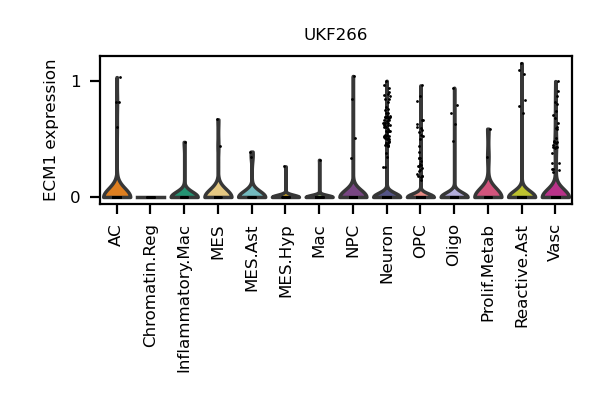 UKF266
ECM1 expression
1
0
AC
Chromatin.Reg
Inflammatory.Mac
MES
MES.Ast
MES.Hyp
Mac
NPC
Neuron
OPC
Oligo
Prolif.Metab
Reactive.Ast
Vasc